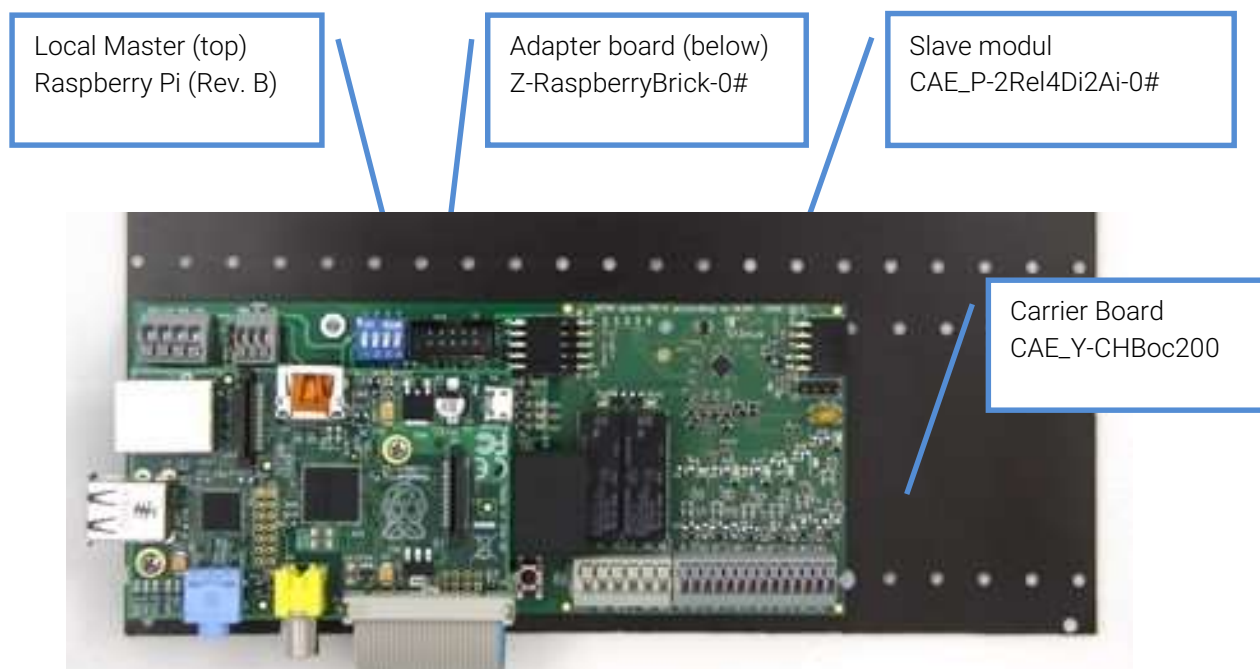 Local Master (top)
Raspberry Pi (Rev. B)
Adapter board (below)
Z-RaspberryBrick-0#
Slave modul
CAE_P-2Rel4Di2Ai-0#
Carrier Board
CAE_Y-CHBoc200